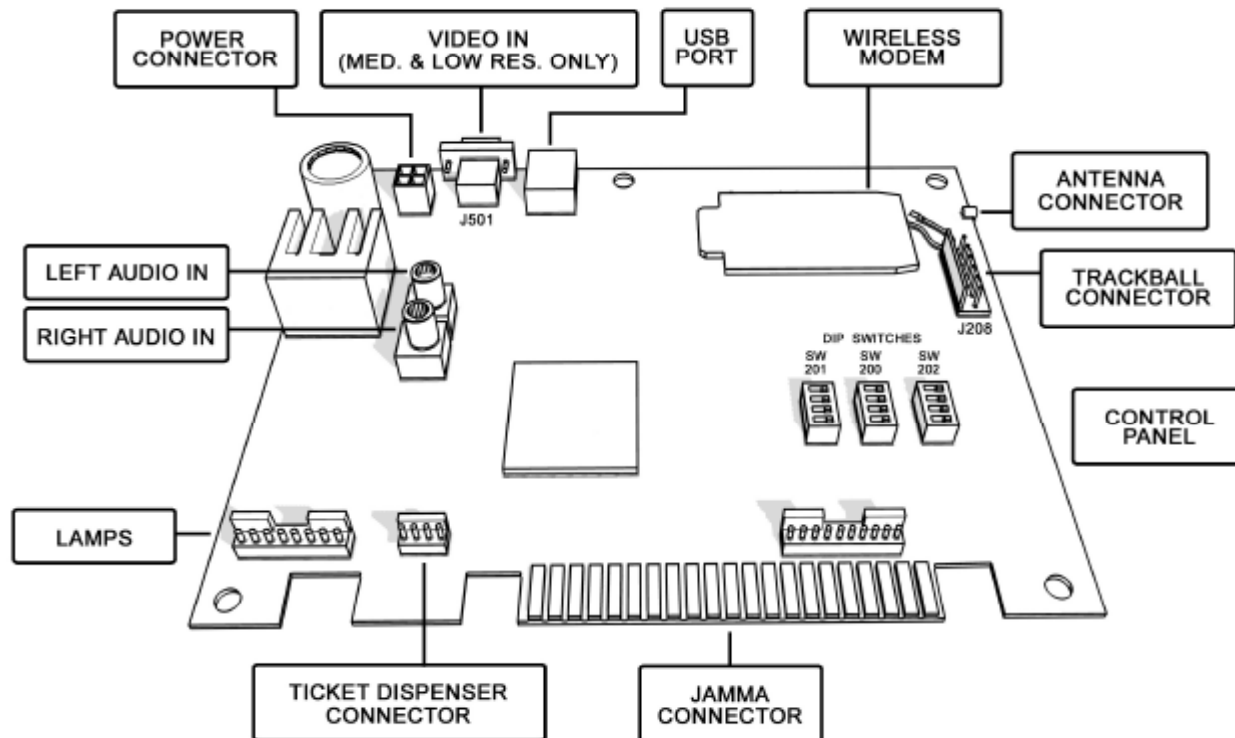 POWER
CONNECTOR
VIDEO IN
(MED. & LOW RES. ONLY)
USB
PORT
WIRELESS
MODEM
ANTENNA
CONNECTOR
J501
LEFT AUDIO IN
TRACKBALL
CONNECTOR
RIGHT AUDIO IN
J208
DIP SWITCHES
SW
201
SW
200
SW
202
CONTROL
PANEL
LAMPS
TICKET DISPENSER
CONNECTOR
JAMMA
CONNECTOR